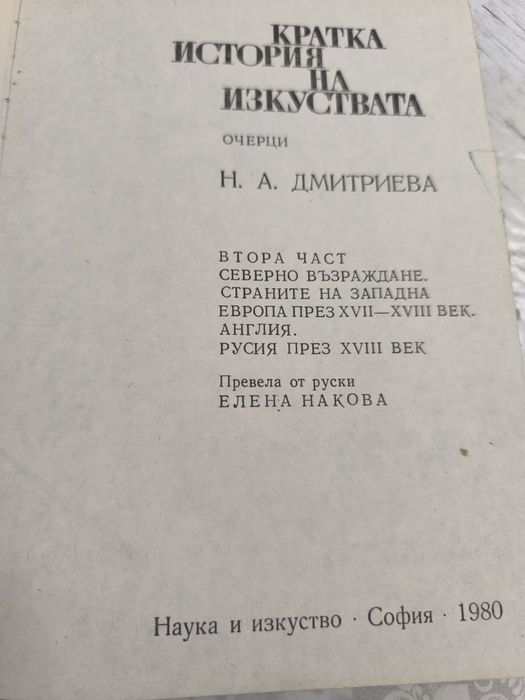 КРАТКА
ИСТОРИЯ
НА
ИЗКУСТВАТА
ОЧЕРЦИ
Н. А. ДМИТРИЕВА
ВТОРА ЧАСТ
СЕВЕРНО ВЪЗРАЖДАНЕ.
СТРАНИТЕ НА ЗАПАДНА
ЕВРОПА ПРЕЗ XVII—XVIII ВЕК.
АНГЛИЯ.
РУСИЯ ПРЕЗ XVIII ВЕК
Превела от руски
ЕЛЕНА НАКОВА
Наука и изкуство · София · 1980